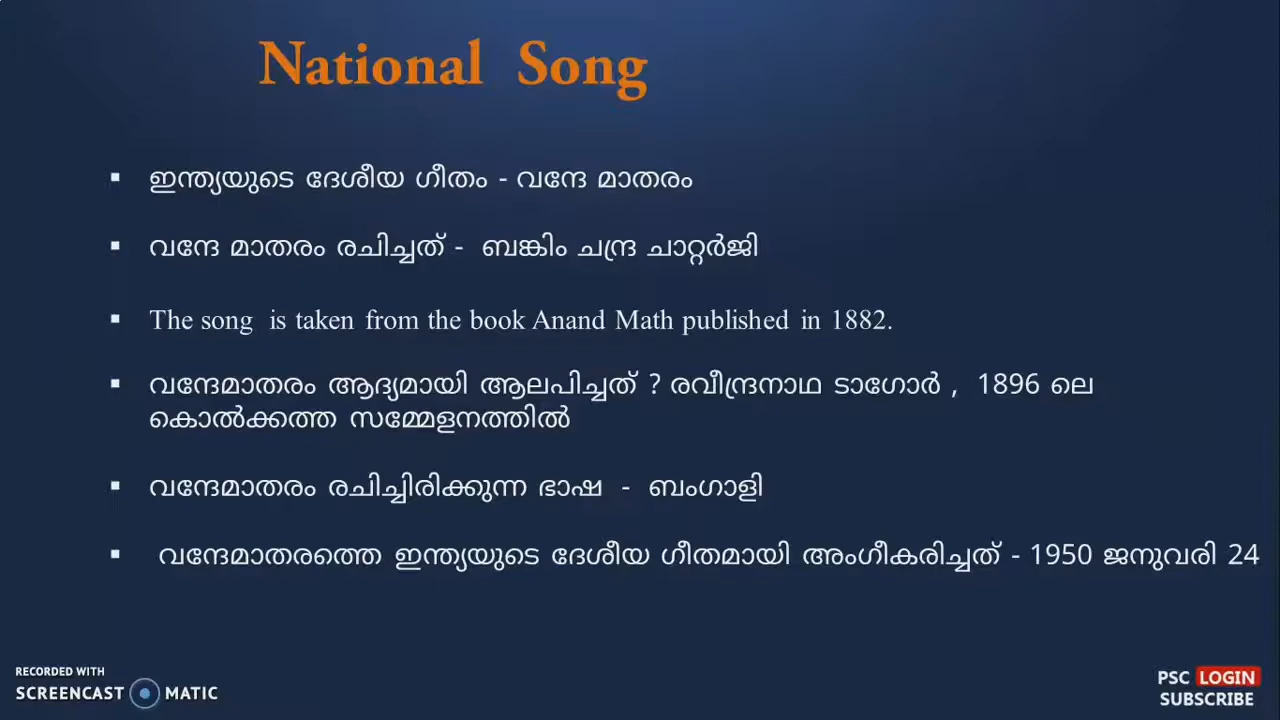 National Song
▪ ഇന്ത്യയുടെ ദേശീയ ഗീതം - വന്ദേ മാതരം
▪ വന്ദേ മാതരം രചിച്ചത് - ബങ്കിം ചന്ദ്ര ചാറ്റർജി
▪ The song is taken from the book Anand Math published in 1882.
▪ വന്ദേമാതരം ആദ്യമായി ആലപിച്ചത് ? രവീന്ദ്രനാഥ ടാഗോർ , 1896 ലെ
കൊൽക്കത്ത സമ്മേളനത്തിൽ
▪ വന്ദേമാതരം രചിച്ചിരിക്കുന്ന ഭാഷ - ബംഗാളി
▪ വന്ദേമാതരത്തെ ഇന്ത്യയുടെ ദേശീയ ഗീതമായി അംഗീകരിച്ചത് - 1950 ജനുവരി 24
RECORDED WITH
SCREENCAST MATIC
PSC LOGIN
SUBSCRIBE